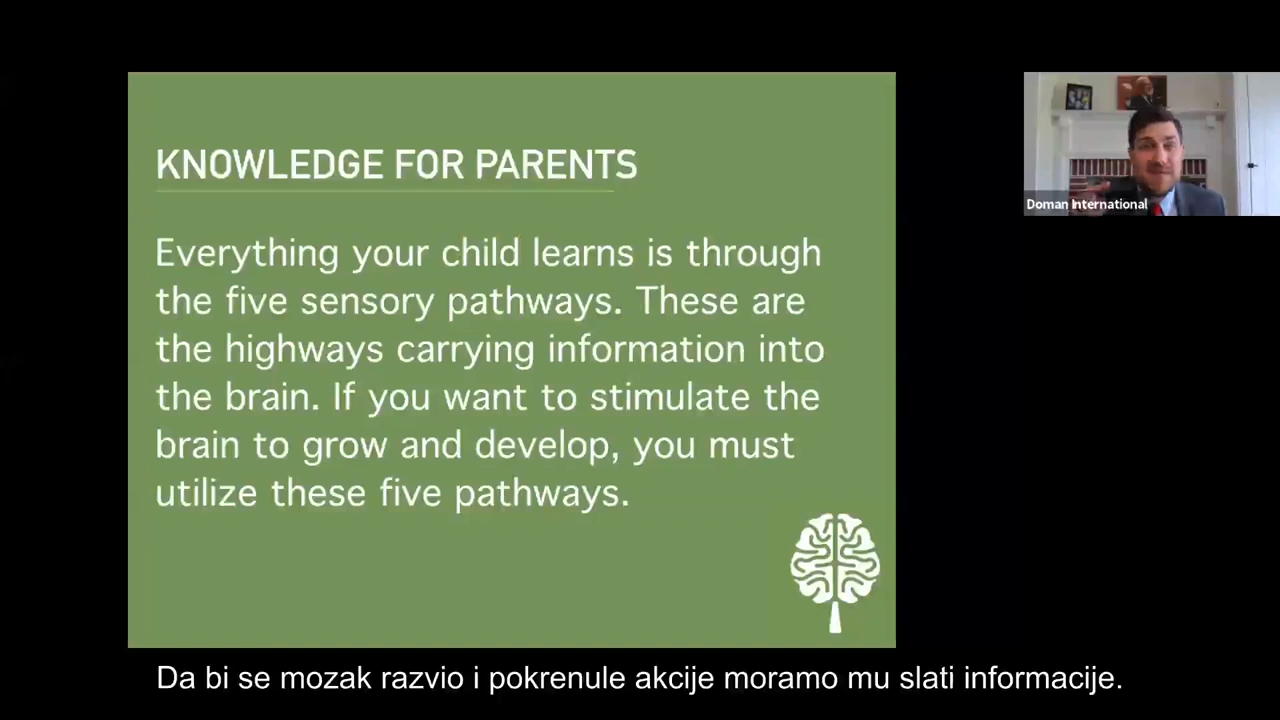 KNOWLEDGE FOR PARENTS
Everything your child learns is through
the five sensory pathways. These are
the highways carrying information into
the brain. If you want to stimulate the
brain to grow and develop, you must
utilize these five pathways.
Doman International
Da bi se mozak razvio i pokrenule akcije moramo mu slati informacije.